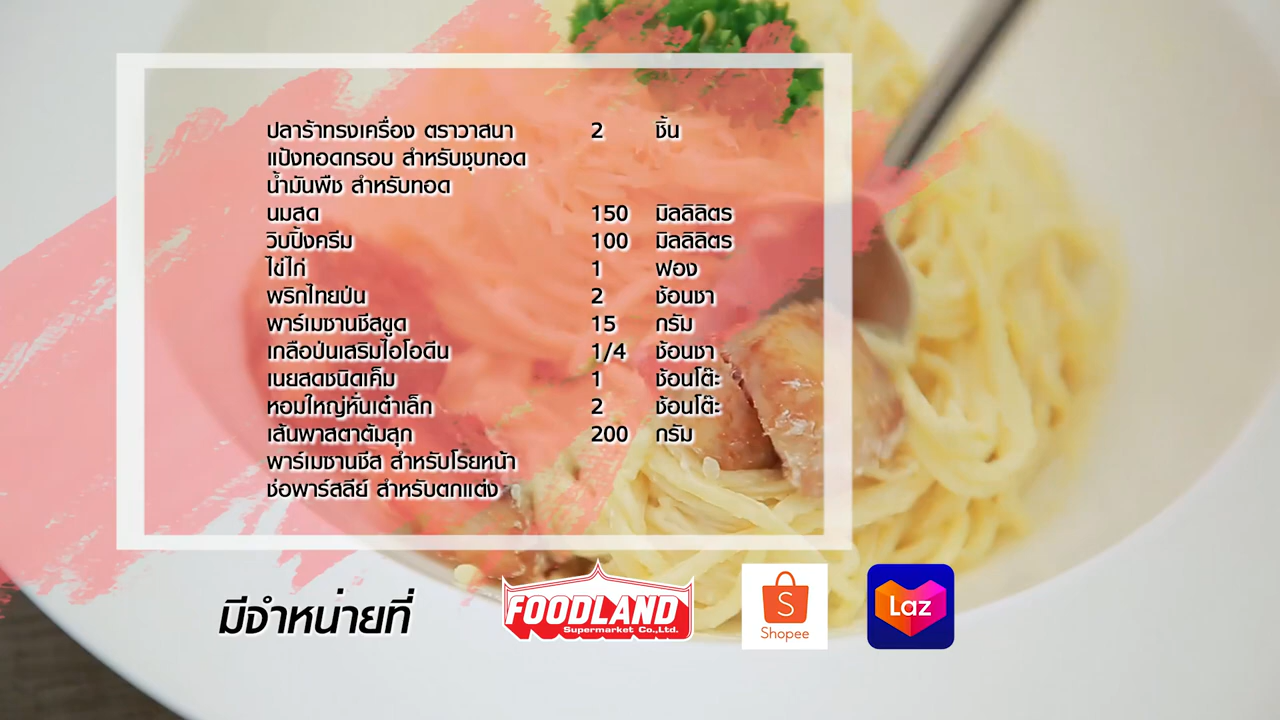 ปลาร้าทรงเครื่อง ตราวาสนา 2 ชิ้น
แป้งทอดกรอบ สำหรับชุบทอด
น้ำมันพืช สำหรับทอด
นมสด 150 มิลลิลิตร
วิบปิ้งครีม 100 มิลลิลิตร
ไข่ไก่ 1 ฟอง
พริกไทยป่น 2 ช้อนชา
พาร์เมซานชีสขูด 15 กรัม
เกลือป่นเสริมไอโอดีน 1/4 ช้อนชา
เนยสดชนิดเค็ม 1 ช้อนโต๊ะ
หอมใหญ่หั่นเต๋าเล็ก 2 ช้อนโต๊ะ
เส้นพาสตาต้มสุก 200 กรัม
พาร์เมซานชีส สำหรับโรยหน้า
ช่อพาร์สลีย์ สำหรับตกแต่ง
มีจำหน่ายที่
FOODLAND
Supermarket Co.,Ltd.
S
Shopee
Laz